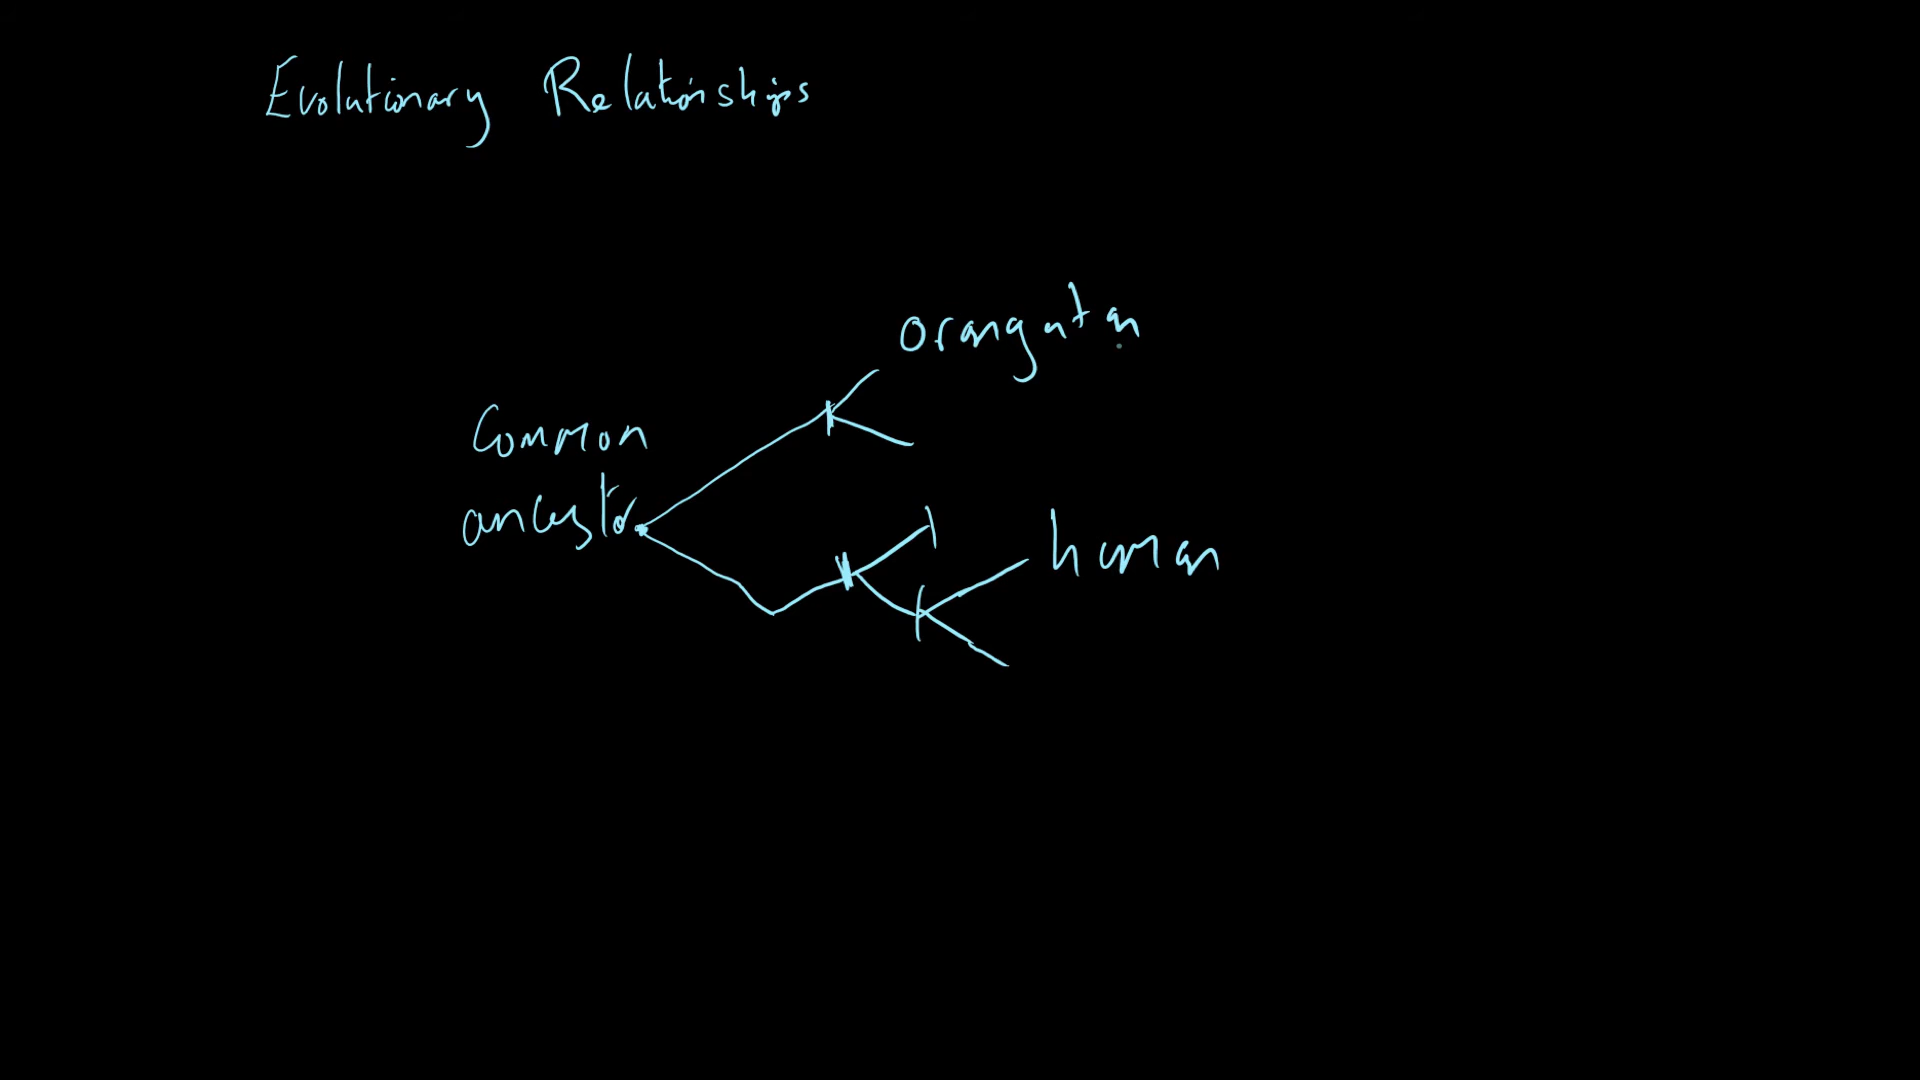 Evolutionary Relationships
orangutan
Common
ancestor
human